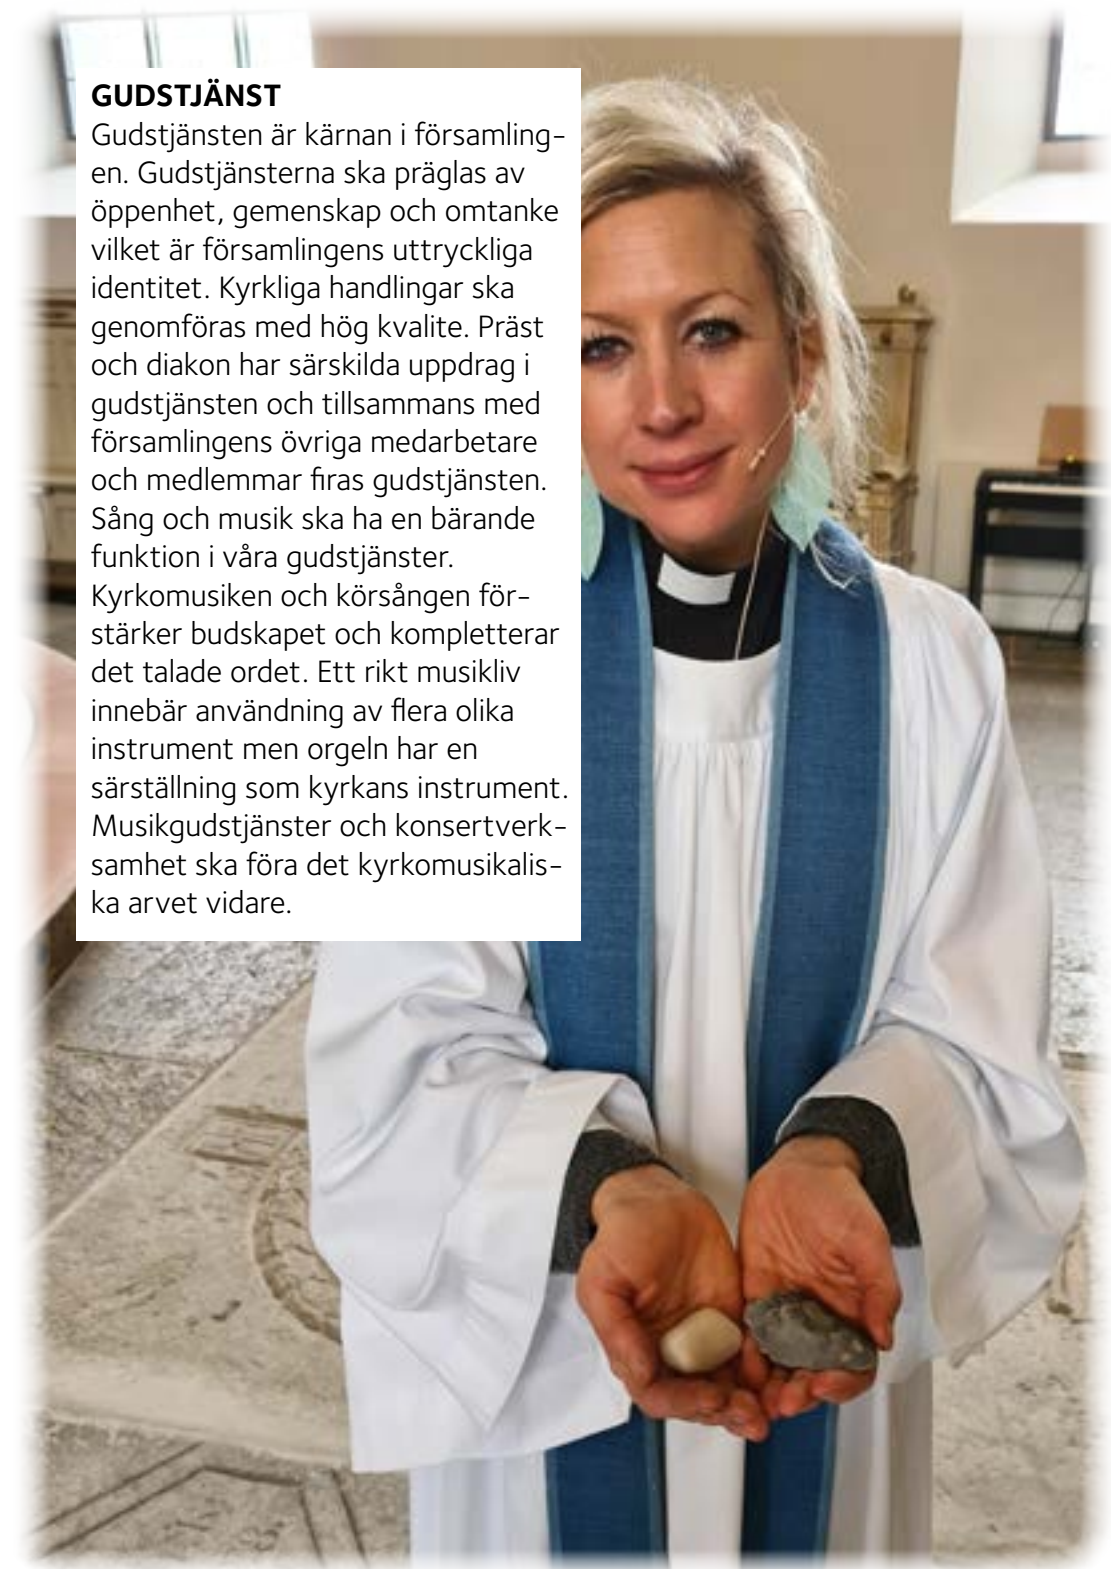 GUDSTJÄNST
Gudstjänsten är kärnan i församling-
en. Gudstjänsterna ska präglas av
öppenhet, gemenskap och omtanke
vilket är församlingens uttryckliga
identitet. Kyrkliga handlingar ska
genomföras med hög kvalite. Präst
och diakon har särskilda uppdrag i
gudstjänsten och tillsammans med
församlingens övriga medarbetare
och medlemmar firas gudstjänsten.
Sång och musik ska ha en bärande
funktion i våra gudstjänster.
Kyrkomusiken och körsången för-
stärker budskapet och kompletterar
det talade ordet. Ett rikt musikliv
innebär användning av flera olika
instrument men orgeln har en
särställning som kyrkans instrument.
Musikgudstjänster och konsertverk-
samhet ska föra det kyrkomusikalis-
ka arvet vidare.